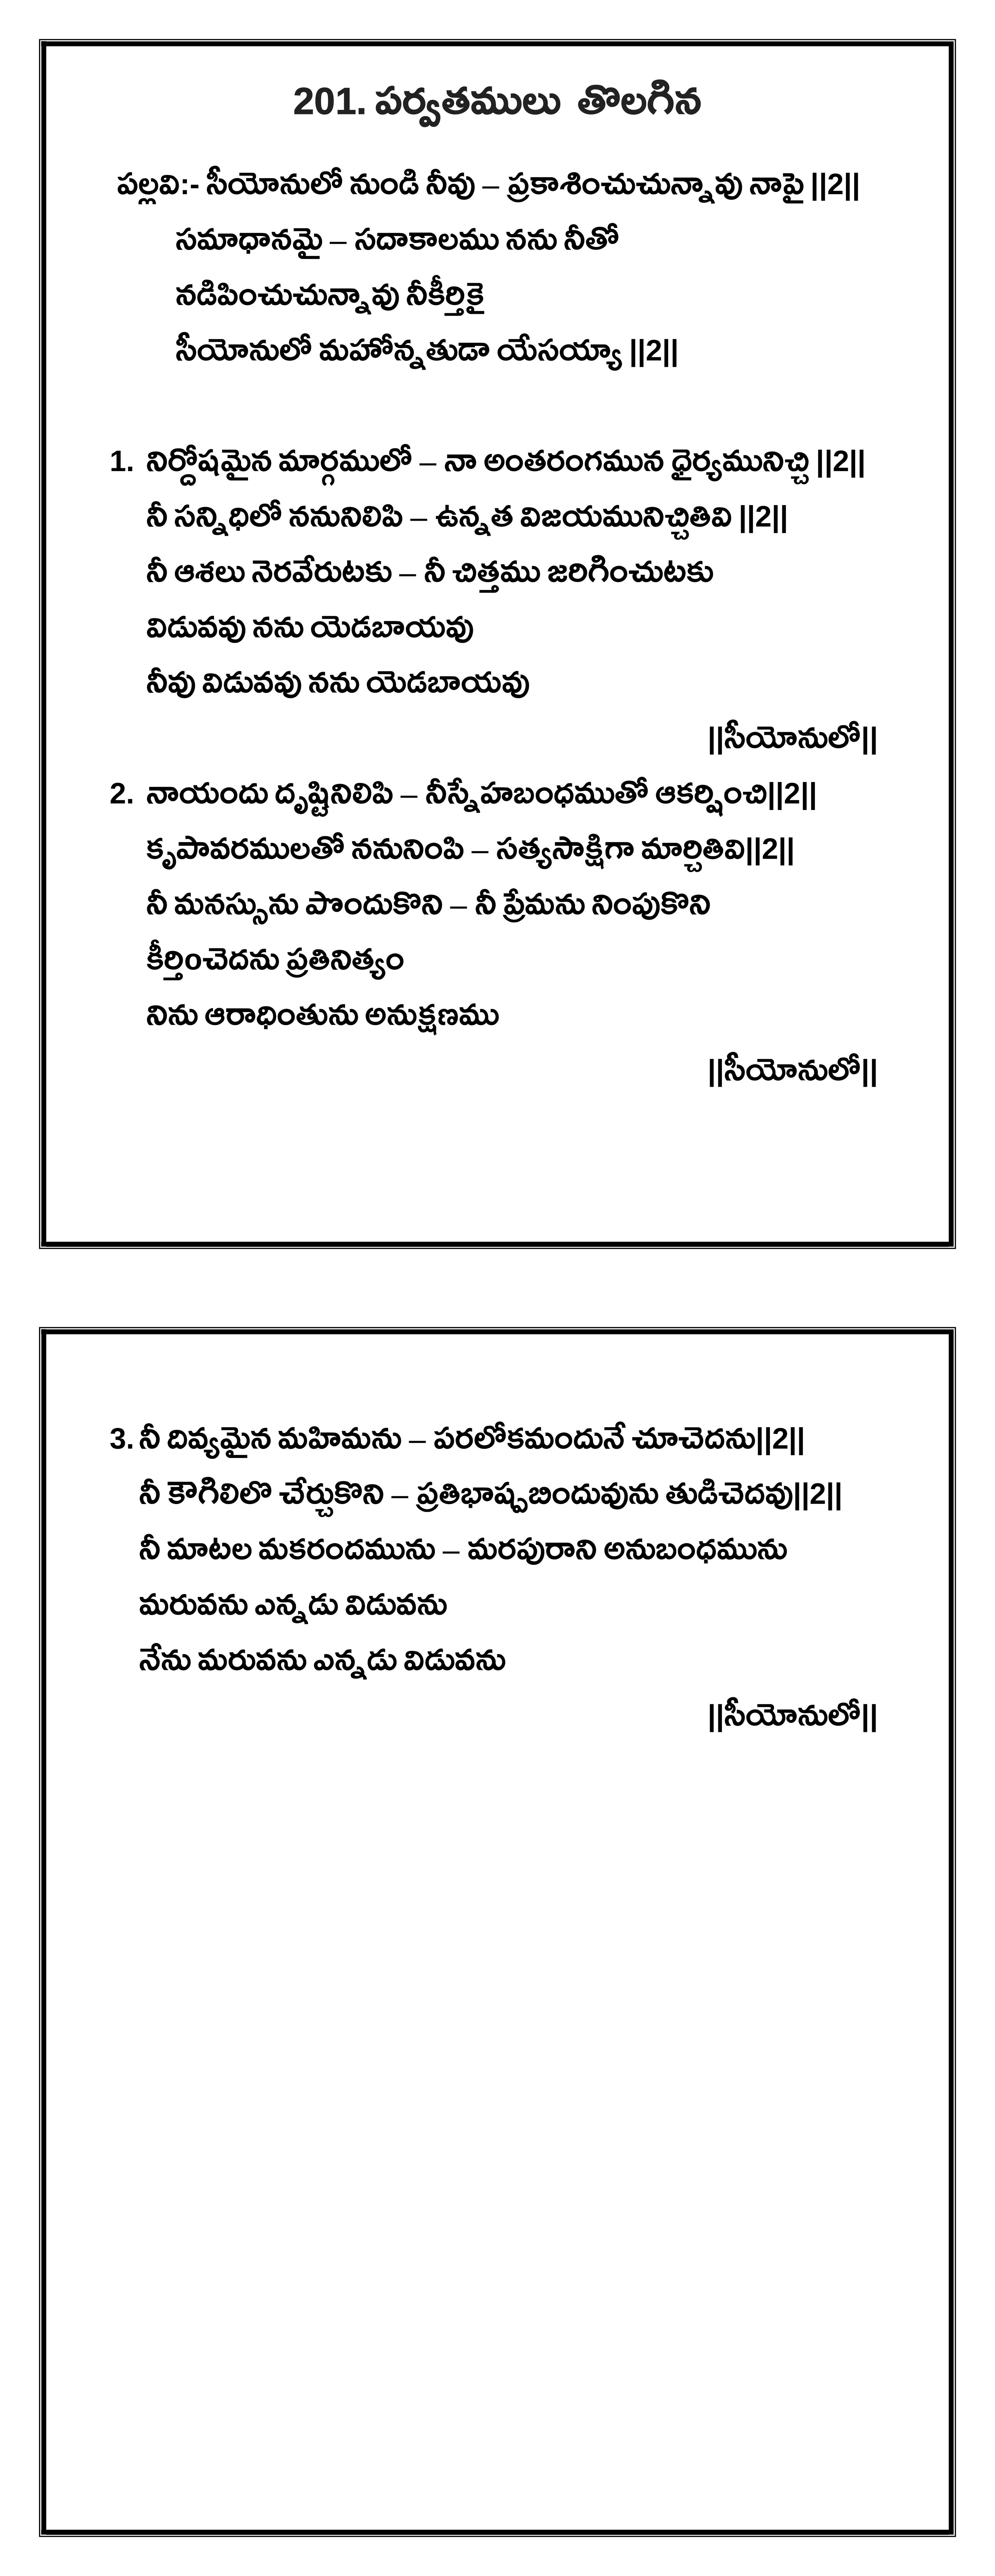 201. పర్వతములు తొలగిన
పల్లవి:- సీయోనులో నుండి నీవు – ప్రకాశించుచున్నావు నాపై ||2||
సమాధానమై – సదాకాలము నను నీతో
నడిపించుచున్నావు నీకీర్తికై
సీయోనులో మహోన్నతుడా యేసయ్యా ||2||
1. నిర్దోషమైన మార్గములో – నా అంతరంగమున ధైర్యమునిచ్చి ||2||
నీ సన్నిధిలో నననునిలిపి – ఉన్నత విజయమునిచ్చితివి ||2||
నీ ఆశలు నెరవేరుటకు – నీ చిత్తము జరిగించుటకు
విడువవు నను యెడబాయవు
నీవు విడువవు నను యెడబాయవు
||సీయోనులో||
2. నాయందు దృష్టినిలిపి – నీస్నేహబంధముతో ఆకర్షించి||2||
కృపావరములతో నననునింపి – సత్యసాక్షిగా మార్చితివి||2||
నీ మనస్సును పొందుకొని – నీ ప్రేమను నింపుకొని
కీర్తించెదను ప్రతినిత్యం
నిను ఆరాధింతును అనుక్షణము
||సీయోనులో||
3. నీ దివ్యమైన మహిమను – పరలోకమందునే చూచెదను||2||
నీ కౌగిలిలొ చేర్చుకొని – ప్రతిభాష్పబిందువును తుడిచెదవు||2||
నీ మాటల మకరందమును – మరపురాని అనుబంధమును
మరువను ఎన్నడు విడువను
నేను మరువను ఎన్నడు విడువను
||సీయోనులో||